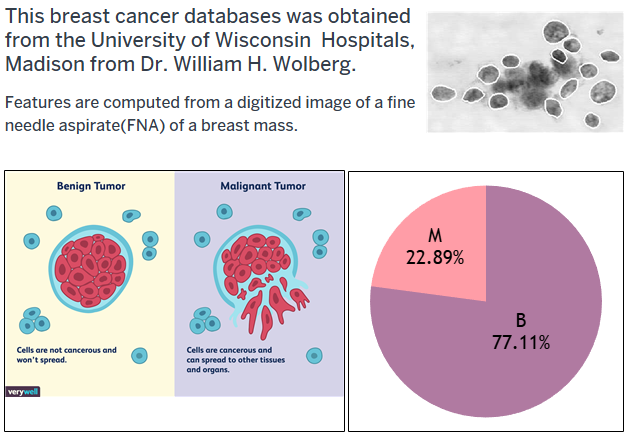 This breast cancer databases was obtained
from the University of Wisconsin Hospitals,
Madison from Dr. William H. Wolberg.
Features are computed from a digitized image of a fine
needle aspirate(FNA) of a breast mass.
Benign Tumor
Cells are not cancerous and
won't spread.
verywell
Malignant Tumor
Cells are cancerous and
can spread to other tissues
and organs.
M
22.89%
B
77.11%